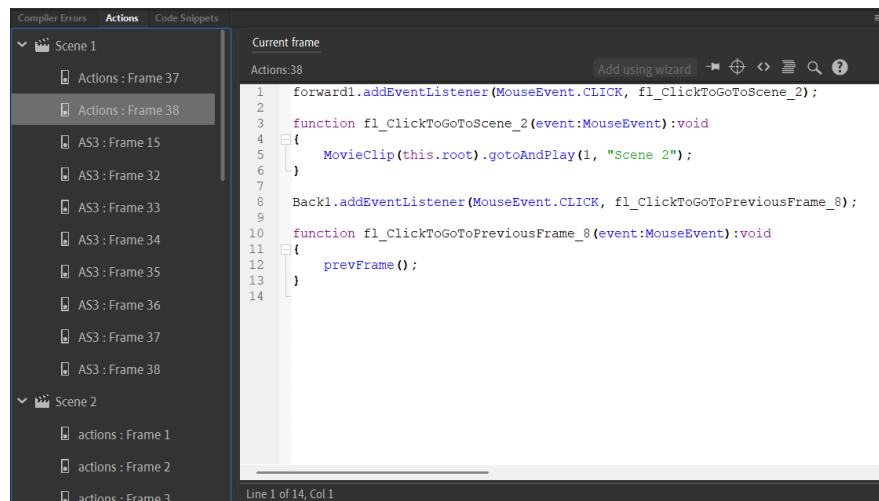 Compiler Errors Actions Code Snippets
Scene 1
Actions : Frame 37
Actions : Frame 38
AS3 : Frame 15
AS3 : Frame 32
AS3 : Frame 33
AS3 : Frame 34
AS3 : Frame 35
AS3 : Frame 36
AS3 : Frame 37
AS3 : Frame 38
Scene 2
actions : Frame 1
actions : Frame 2
actions : Frame 3
Current frame
Actions:38 Add using wizard
1 forward1.addEventListener(MouseEvent.CLICK, fl_ClickToGoToScene_2);
2
3 function fl_ClickToGoToScene_2(event:MouseEvent):void
4 {
5 MovieClip(this.root).gotoAndPlay(1, "Scene 2");
6 }
7
8 Back1.addEventListener(MouseEvent.CLICK, fl_ClickToGoToPreviousFrame_8);
9
10 function fl_ClickToGoToPreviousFrame_8(event:MouseEvent):void
11 {
12 prevFrame();
13 }
14
Line 1 of 14, Col 1